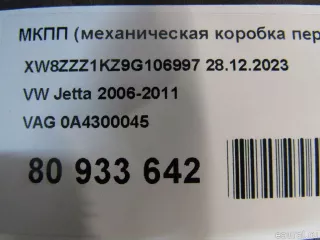 МКПП (механическая коробка пер
XW8ZZZ1KZ9G106997 28.12.2023
VW Jetta 2006-2011
VAG 0A4300045
80 933 642